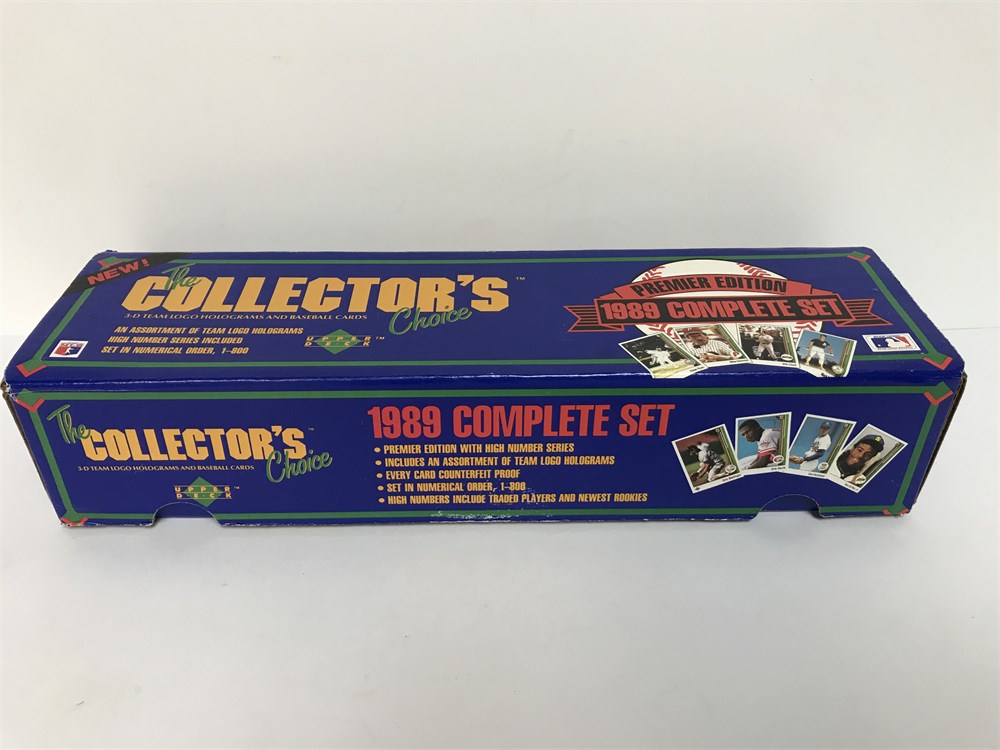 NEW!
The
COLLECTOR'S™
Choice
3-D TEAM LOGO HOLOGRAMS AND BASEBALL CARDS
AN ASSORTMENT OF TEAM LOGO HOLOGRAMS
HIGH NUMBER SERIES INCLUDED
SET IN NUMERICAL ORDER, 1-800
UPPER™
DECK
PREMIER EDITION
1989 COMPLETE SET
The
COLLECTOR'S™
Choice
3-D TEAM LOGO HOLOGRAMS AND BASEBALL CARDS
UPPER™
DECK
1989 COMPLETE SET
• PREMIER EDITION WITH HIGH NUMBER SERIES
• INCLUDES AN ASSORTMENT OF TEAM LOGO HOLOGRAMS
• EVERY CARD COUNTERFEIT PROOF
• SET IN NUMERICAL ORDER, 1-800
• HIGH NUMBERS INCLUDE TRADED PLAYERS AND NEWEST ROOKIES